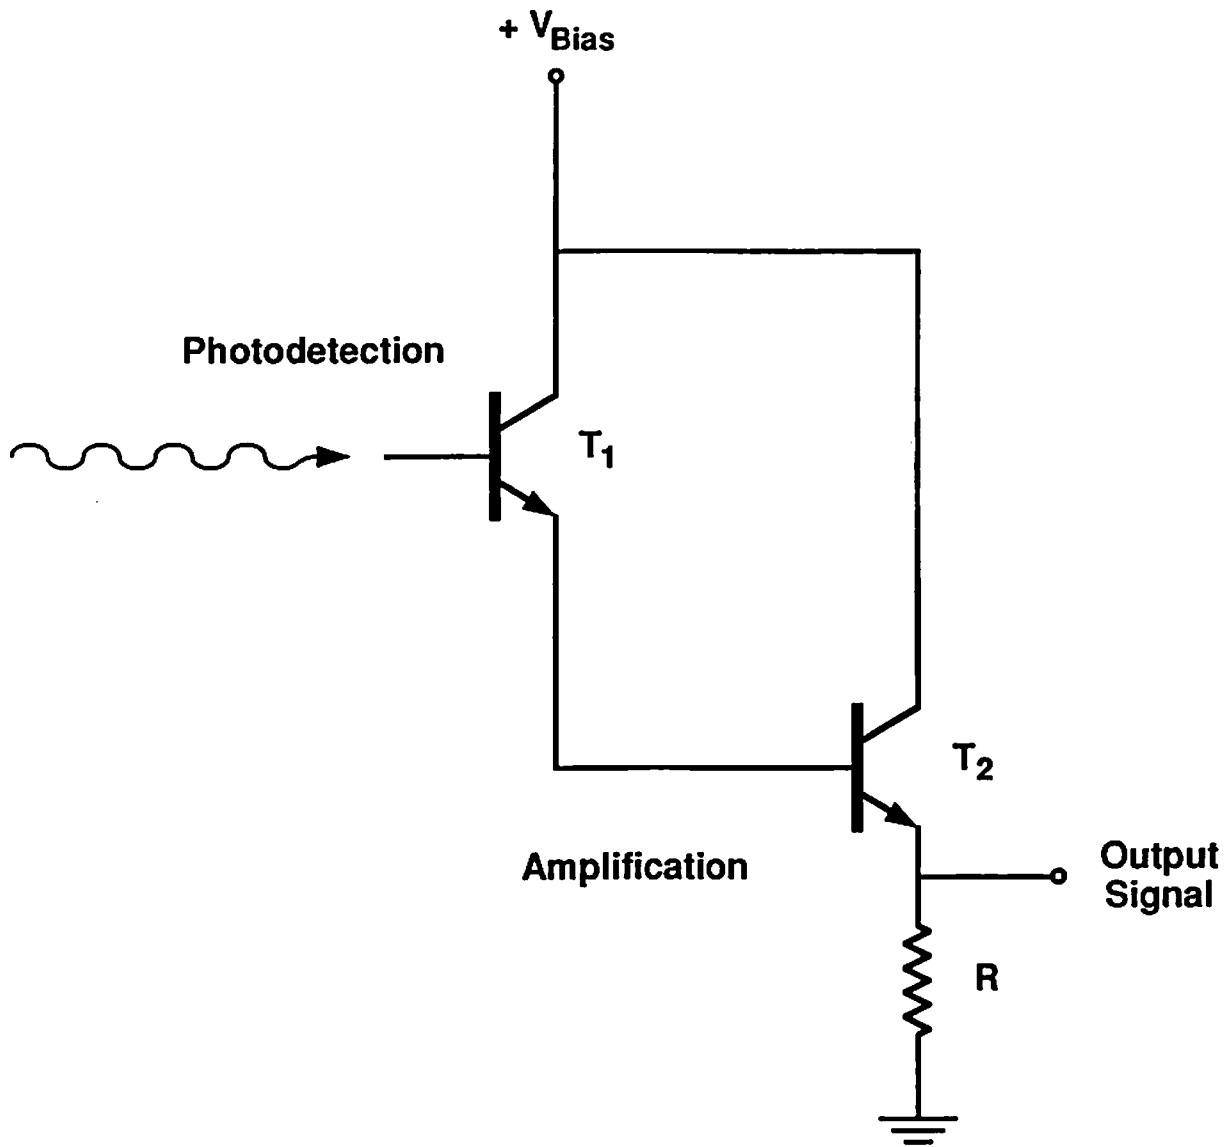 + VBias
Photodetection
T1
T2
Amplification
Output
Signal
R